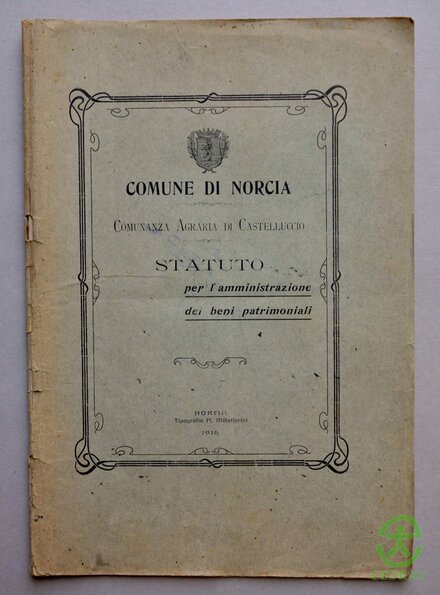 COMUNE DI NORCIA
COMUNANZA AGRARIA DI CASTELLUCCIO
STATUTO
per l'amministrazione
dei beni patrimoniali
NORCIA
Tipografia M. Millefiorini
1916